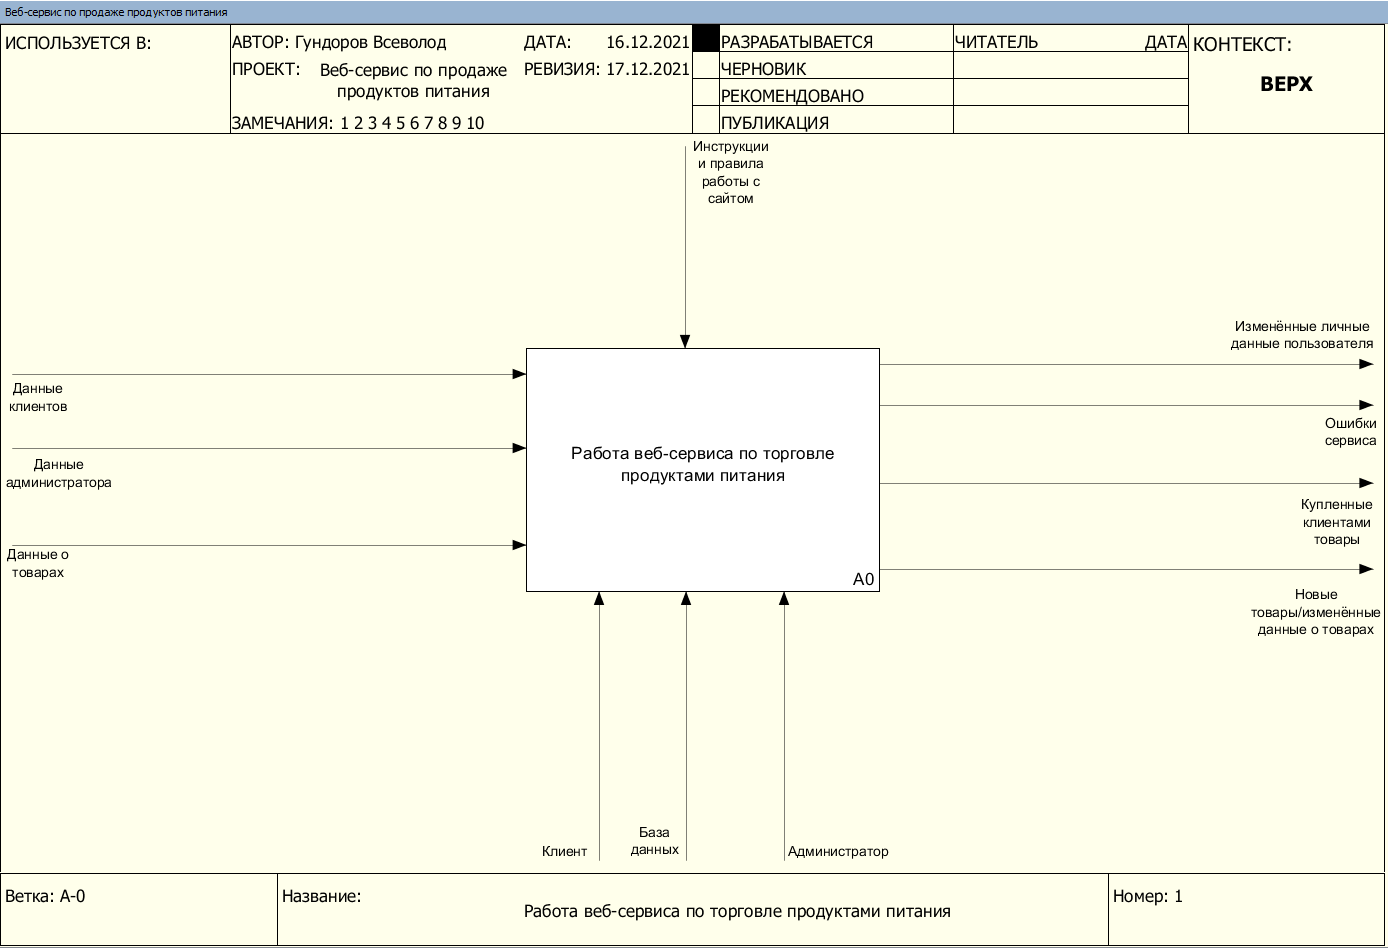 Веб-сервис по продаже продуктов питания
ИСПОЛЬЗУЕТСЯ В:
АВТОР: Гундоров Всеволод
ДАТА: 16.12.2021
ПРОЕКТ: Веб-сервис по продаже
продуктов питания
РЕВИЗИЯ: 17.12.2021
ЗАМЕЧАНИЯ: 1 2 3 4 5 6 7 8 9 10
РАЗРАБАТЫВАЕТСЯ
ЧЕРНОВИК
РЕКОМЕНДОВАНО
ПУБЛИКАЦИЯ
ЧИТАТЕЛЬ ДАТА
КОНТЕКСТ:
ВЕРХ
Инструкции
и правила
работы с
сайтом
Данные
клиентов
Данные
администратора
Данные о
товарах
Работа веб-сервиса по торговле
продуктами питания
A0
Изменённые личные
данные пользователя
Ошибки
сервиса
Купленные
клиентами
товары
Новые
товары/изменённые
данные о товарах
Клиент
База
данных
Администратор
Ветка: A-0
Название:
Работа веб-сервиса по торговле продуктами питания
Номер: 1